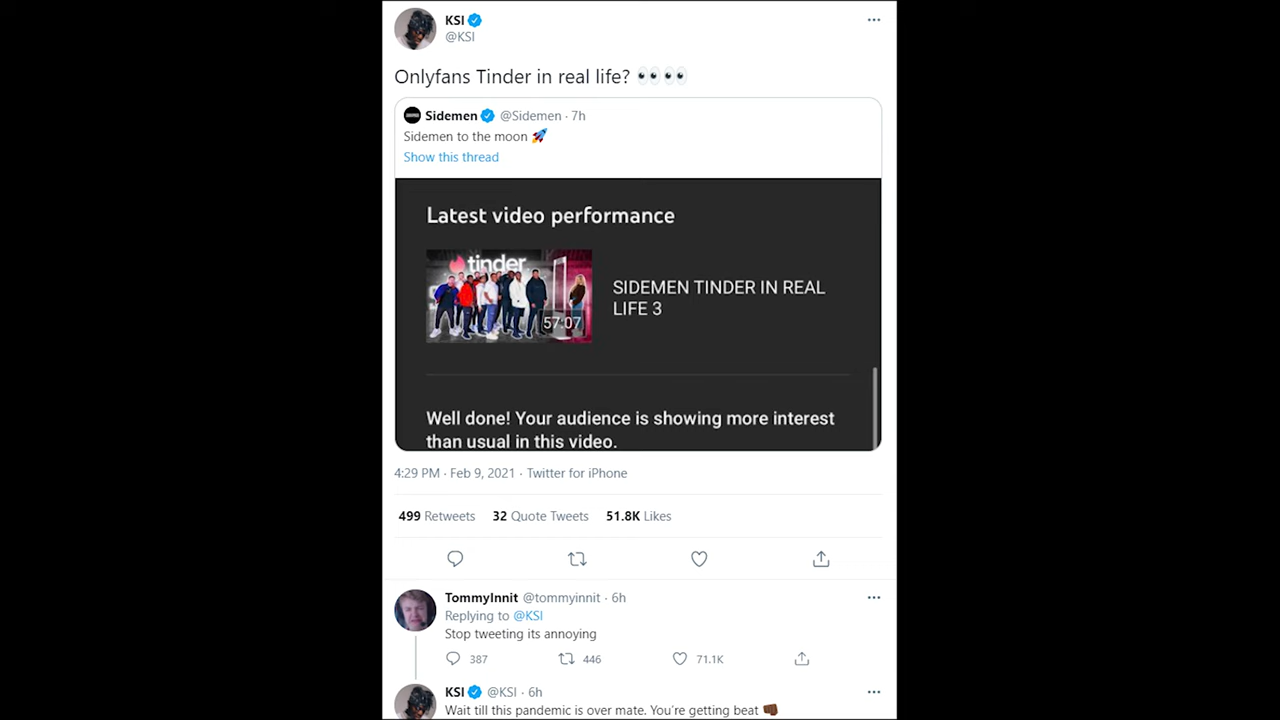 KSI
@KSI
Onlyfans Tinder in real life? 👀👀
Sidemen @Sidemen · 7h
Sidemen to the moon 🚀
Show this thread
Latest video performance
tinder
57:07
SIDEMEN TINDER IN REAL
LIFE 3
Well done! Your audience is showing more interest
than usual in this video.
4:29 PM · Feb 9, 2021 · Twitter for iPhone
499 Retweets 32 Quote Tweets 51.8K Likes
TommyInnit @tommyinnit · 6h
Replying to @KSI
Stop tweeting its annoying
387 446 71.1K
KSI @KSI · 6h
Wait till this pandemic is over mate. You're getting beat 👊🏿